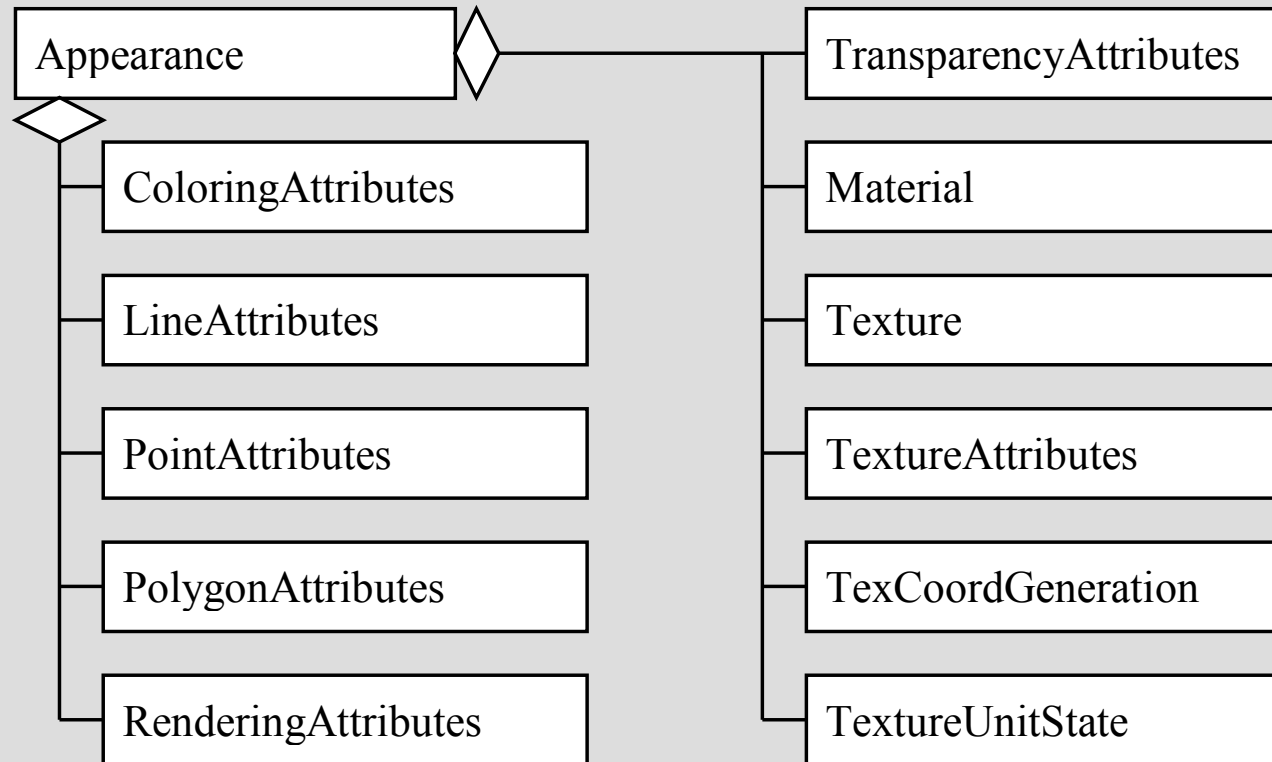 Appearance
ColoringAttributes
LineAttributes
PointAttributes
PolygonAttributes
RenderingAttributes
TransparencyAttributes
Material
Texture
TextureAttributes
TexCoordGeneration
TextureUnitState